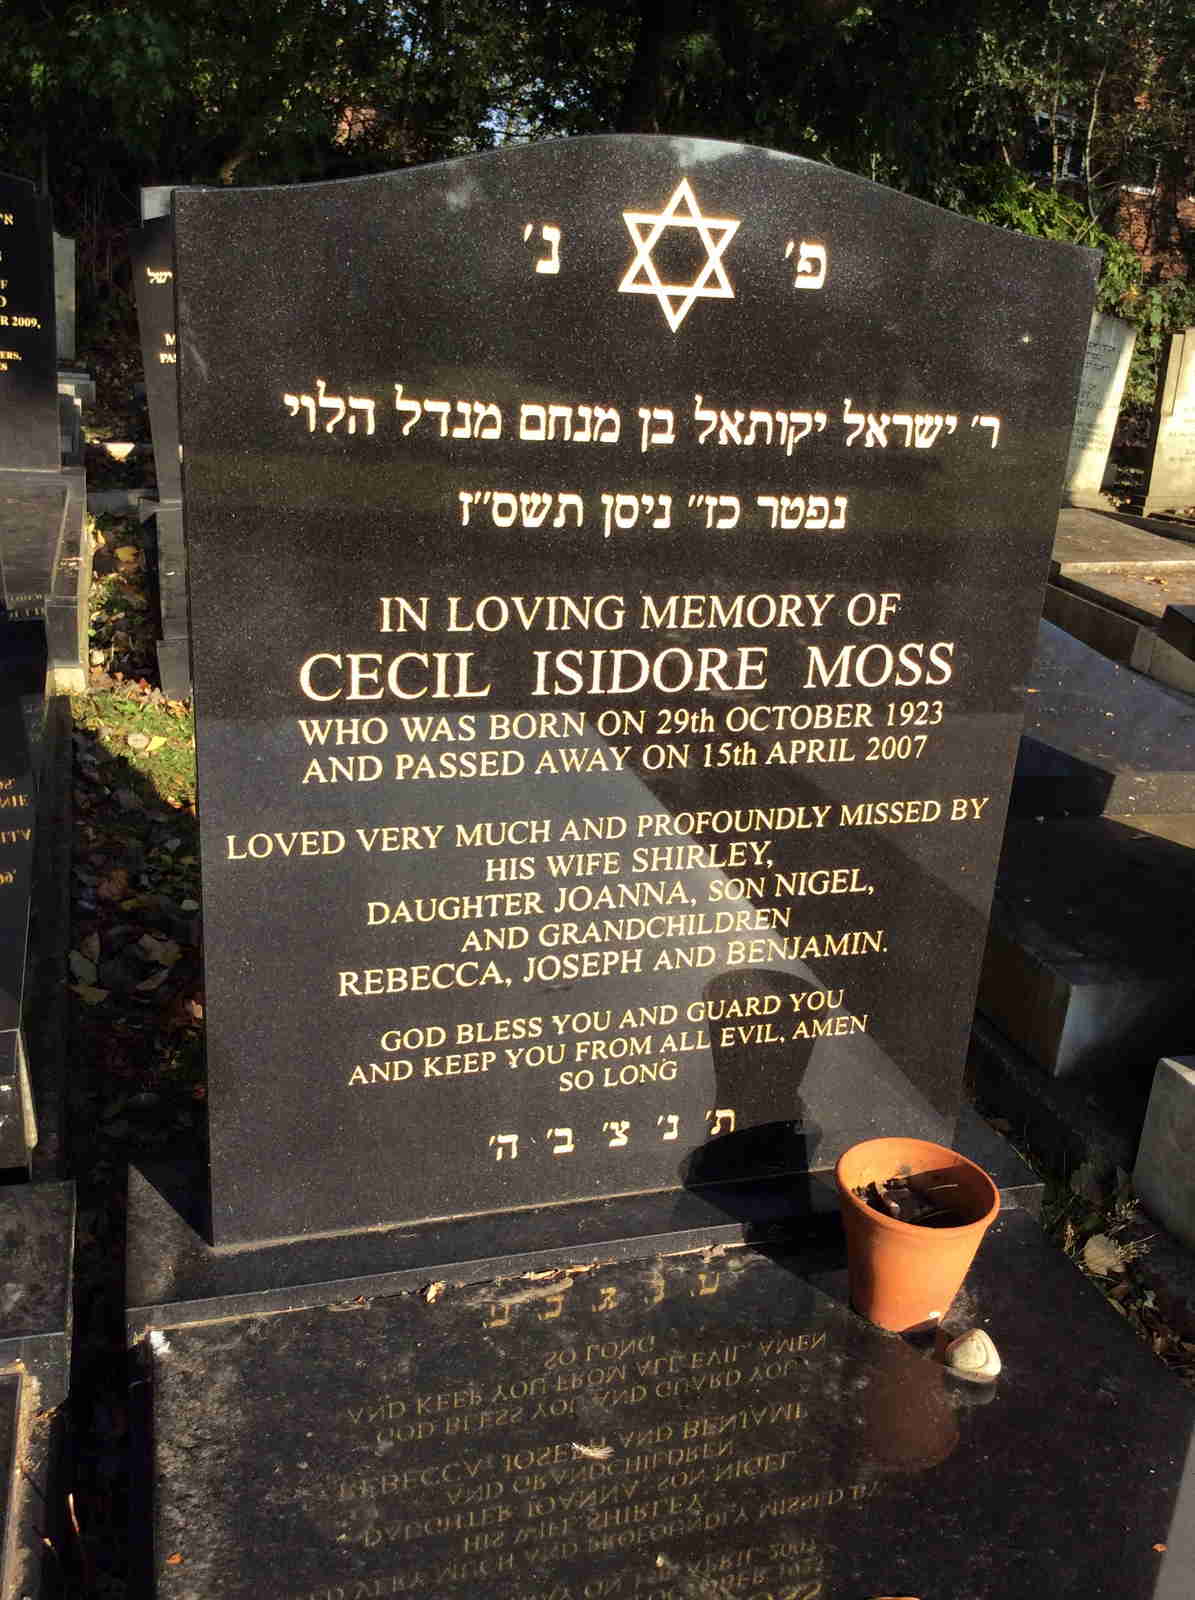 פ' נ'
ר' ישראל יקותאל בן מנחם מנדל הלוי
נפטר כז״ ניסן תשס״ז
IN LOVING MEMORY OF
CECIL ISIDORE MOSS
WHO WAS BORN ON 29th OCTOBER 1923
AND PASSED AWAY ON 15th APRIL 2007
LOVED VERY MUCH AND PROFOUNDLY MISSED BY
HIS WIFE SHIRLEY,
DAUGHTER JOANNA, SON NIGEL,
AND GRANDCHILDREN
REBECCA, JOSEPH AND BENJAMIN.
GOD BLESS YOU AND GUARD YOU
AND KEEP YOU FROM ALL EVIL, AMEN
SO LONG
ת' נ' צ' ב' ה'